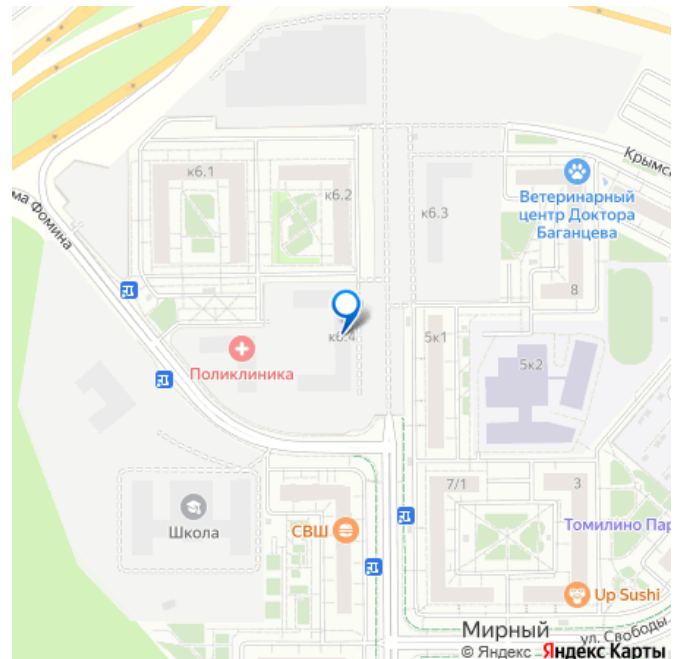 к6.1
к6.2
к6.3
Крымск
Ветеринарный
центр Доктора
Баганцева
ма Фомина
8
к6.4
5к1
5к2
Поликлиника
7/1
3
Школа
СВШ
Томилино Пар
Up Sushi
Мирный
ул. Свободы
© Яндекс Яндекс Карты